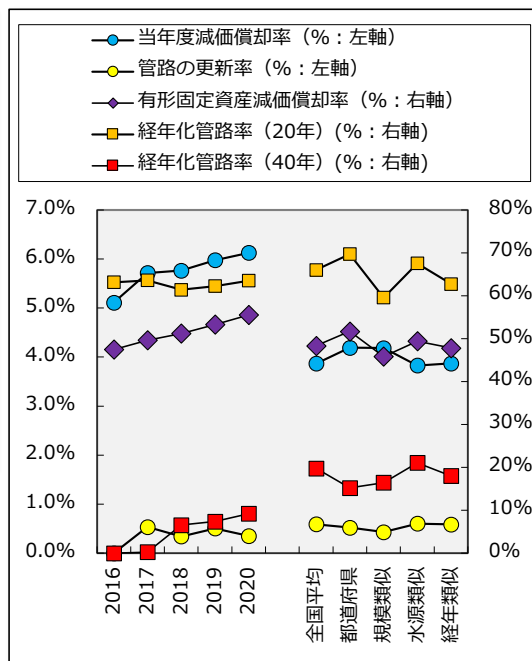 当年度減価償却率（%：左軸）
管路の更新率（%：左軸）
有形固定資産減価償却率（%：右軸）
経年化管路率（20年）(%：右軸)
経年化管路率（40年）(%：右軸)
7.0%
6.0%
5.0%
4.0%
3.0%
2.0%
1.0%
0.0%
80%
70%
60%
50%
40%
30%
20%
10%
0%
2016
2017
2018
2019
2020
全国平均
都道府県
規模類似
水源類似
経年類似